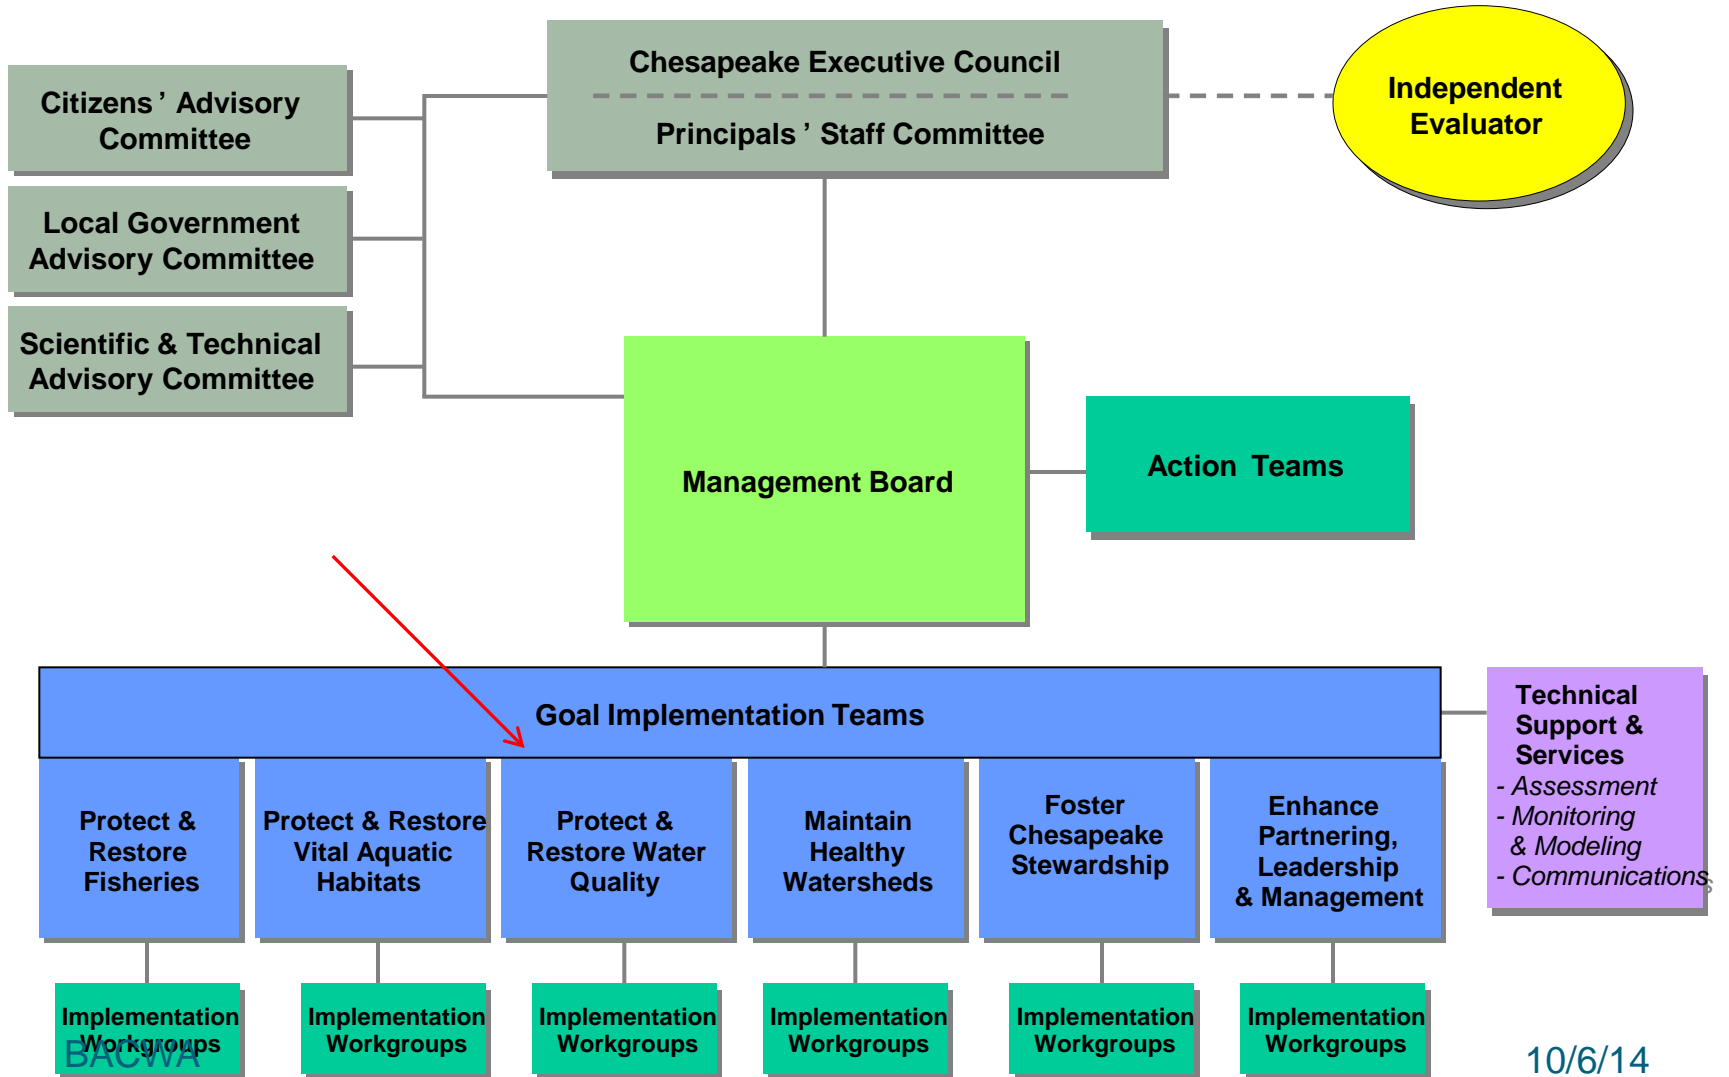 Chesapeake Executive Council
Principals ’ Staff Committee
Independent
Evaluator
Citizens ’ Advisory
Committee
Local Government
Advisory Committee
Scientific & Technical
Advisory Committee
Management Board
Action Teams
Goal Implementation Teams
Technical
Support &
Services
- Assessment
- Monitoring
& Modeling
- Communications
Protect &
Restore
Fisheries
Protect & Restore
Vital Aquatic
Habitats
Protect &
Restore Water
Quality
Maintain
Healthy
Watersheds
Foster
Chesapeake
Stewardship
Enhance
Partnering,
Leadership
& Management
Implementation
Workgroups
Implementation
Workgroups
Implementation
Workgroups
Implementation
Workgroups
Implementation
Workgroups
Implementation
Workgroups
BACWA
10/6/14